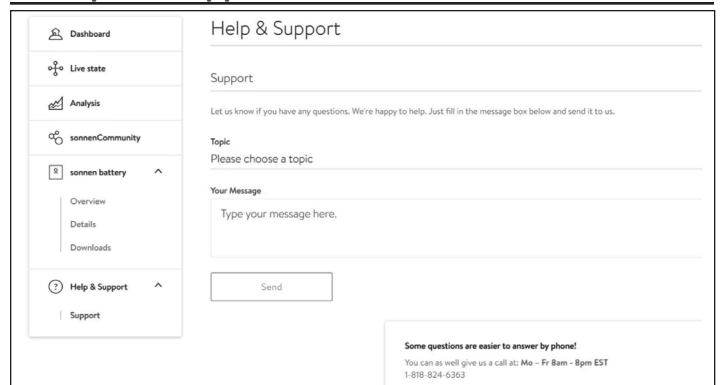 Dashboard
Live state
Analysis
sonnenCommunity
sonnen battery
Overview
Details
Downloads
Help & Support
Support
Help & Support
Support
Let us know if you have any questions. We're happy to help. Just fill in the message box below and send it to us.
Topic
Please choose a topic
Your Message
Type your message here.
Send
Some questions are easier to answer by phone!
You can as well give us a call at: Mo – Fr 8am - 8pm EST
1-818-824-6363